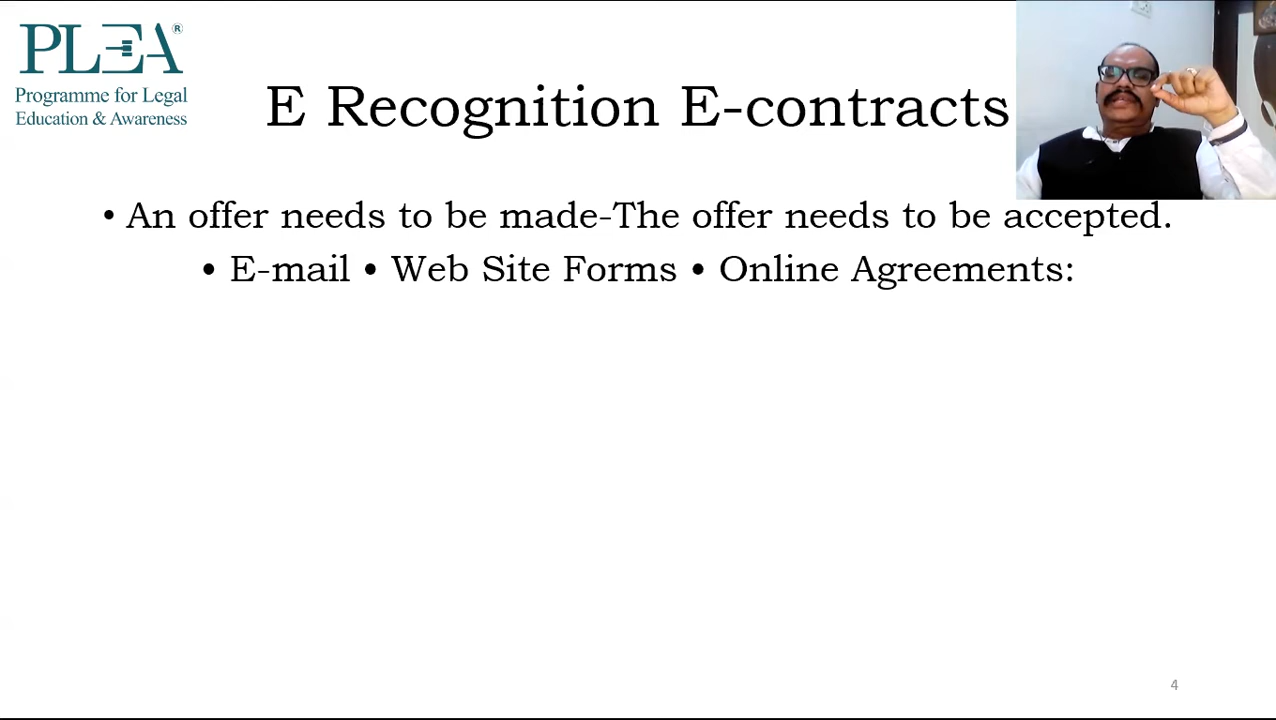 PLEA®
Programme for Legal
Education & Awareness
E Recognition E-contracts
• An offer needs to be made-The offer needs to be accepted.
• E-mail • Web Site Forms • Online Agreements:
4